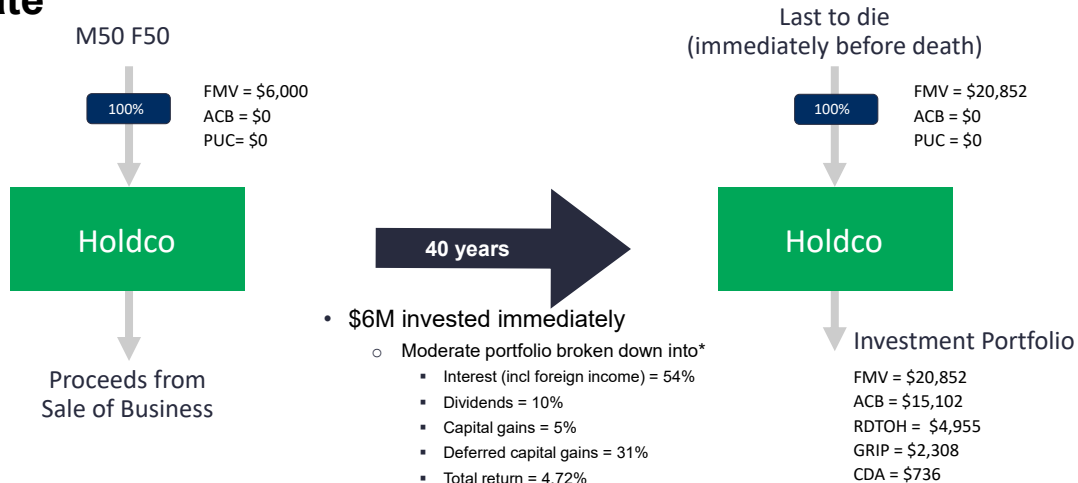 M50 F50
100%
FMV = $6,000
ACB = $0
PUC= $0
Holdco
Proceeds from
Sale of Business
40 years
• $6M invested immediately
o Moderate portfolio broken down into*
▪ Interest (incl foreign income) = 54%
▪ Dividends = 10%
▪ Capital gains = 5%
▪ Deferred capital gains = 31%
▪ Total return = 4.72%
Last to die
(immediately before death)
100%
FMV = $20,852
ACB = $0
PUC = $0
Holdco
Investment Portfolio
FMV = $20,852
ACB = $15,102
RDTOH = $4,955
GRIP = $2,308
CDA = $736